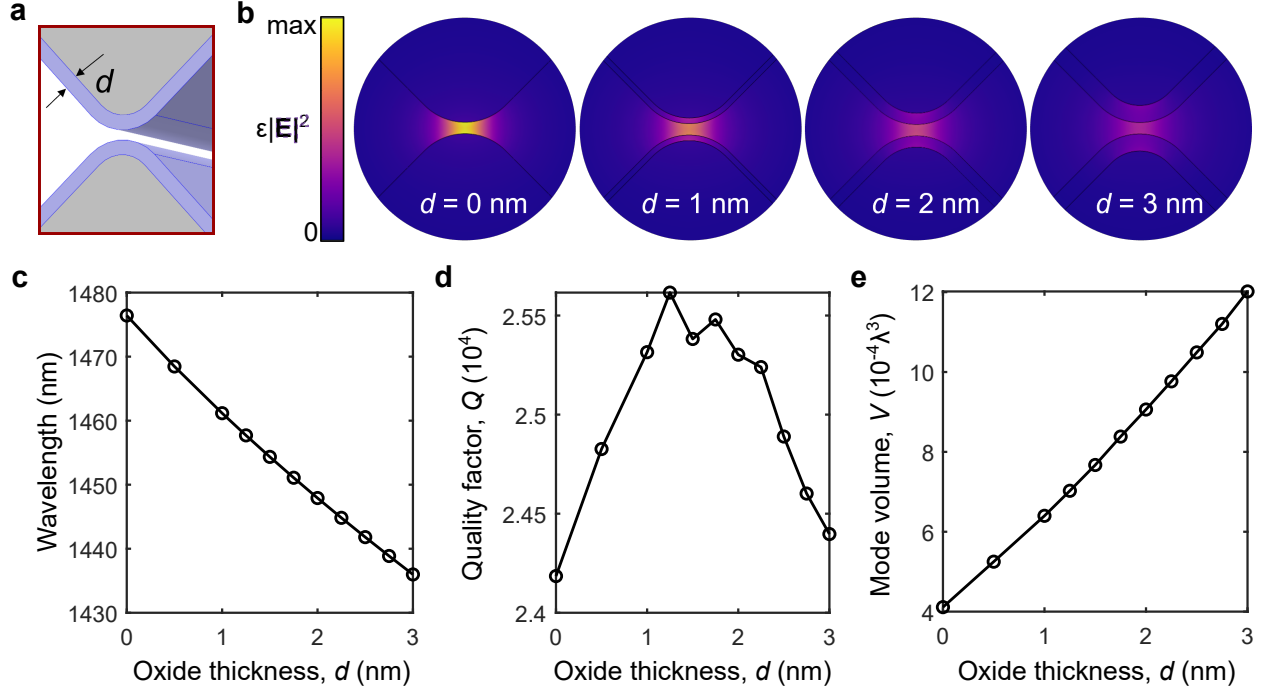 a
d
b
max
ε|E|²
0
d = 0 nm
d = 1 nm
d = 2 nm
d = 3 nm
c
Wavelength (nm)
1480
1470
1460
1450
1440
1430
0 1 2 3
Oxide thickness, d (nm)
d
Quality factor, Q (10⁴)
2.55
2.5
2.45
2.4
0 1 2 3
Oxide thickness, d (nm)
e
Mode volume, V (10⁻⁴λ³)
12
10
8
6
4
0 1 2 3
Oxide thickness, d (nm)